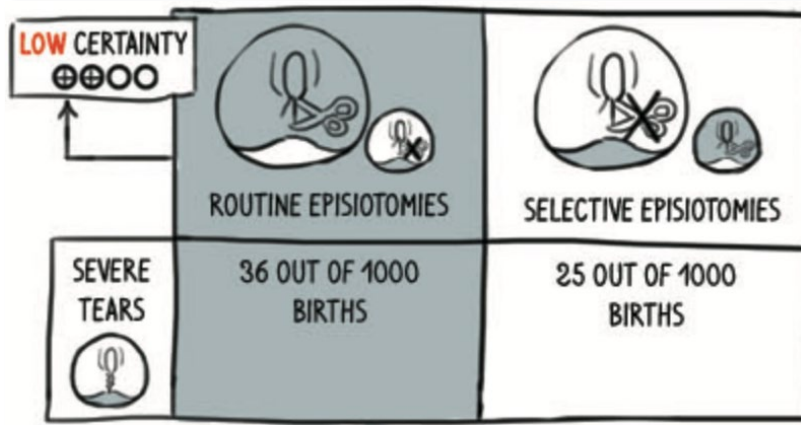 LOW CERTAINTY
ROUTINE EPISIOTOMIES
SELECTIVE EPISIOTOMIES
SEVERE
TEARS
36 OUT OF 1000
BIRTHS
25 OUT OF 1000
BIRTHS